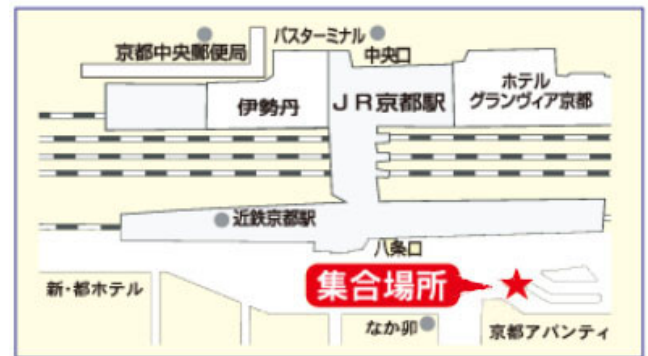 バスターミナル
京都中央郵便局
中央口
ホテル
グランヴィア京都
伊勢丹
JR京都駅
近鉄京都駅
八条口
新・都ホテル
集合場所
なか卯
京都アバンティ